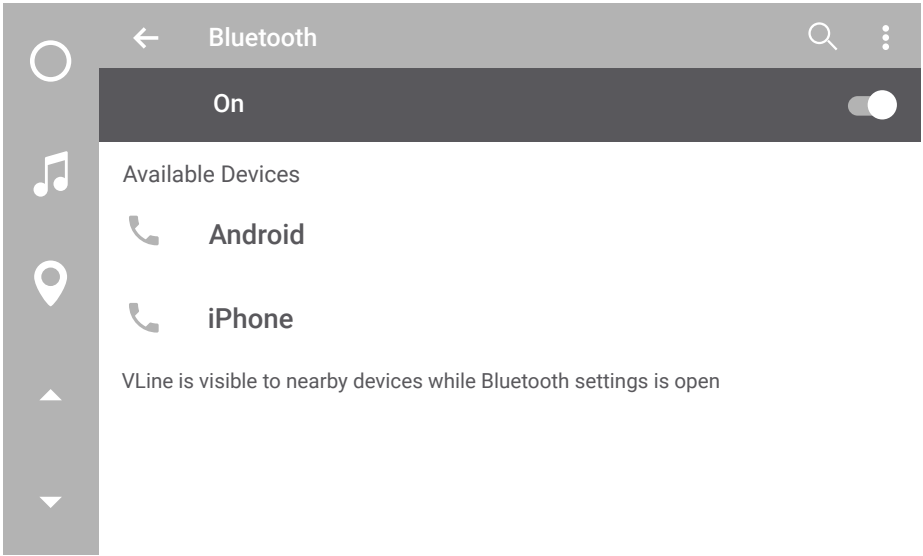 Bluetooth
On
Available Devices
Android
iPhone
VLine is visible to nearby devices while Bluetooth settings is open